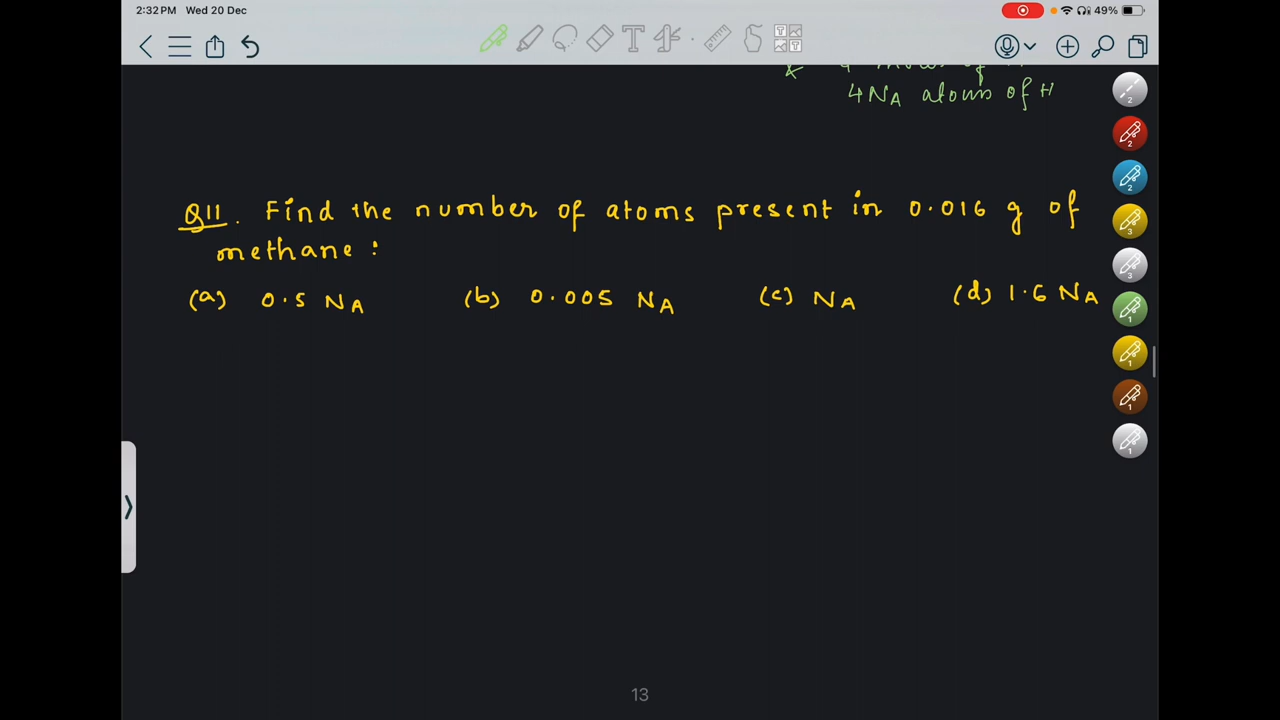 2:32 PM Wed 20 Dec 49%
4NA atoms of H
Q11. Find the number of atoms present in 0.016 g of
methane :
(a) 0.5 NA (b) 0.005 NA (c) NA (d) 1.6 NA
13